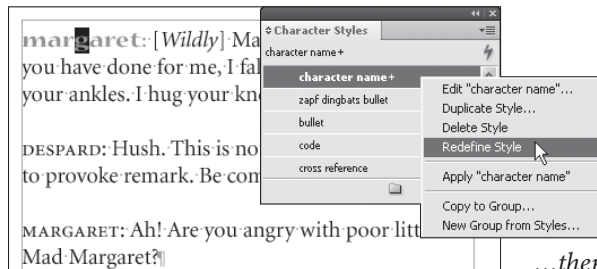 margaret: [Wildly] Ma
you have done for me, I fal
your ankles. I hug your kn
DESPARD: Hush. This is no
to provoke remark. Be com
MARGARET: Ah! Are you angry with poor litt
Mad Margaret?¶
Character Styles
character name+
character name+
zapf dingbats bullet
bullet
code
cross reference
Edit "character name"...
Duplicate Style...
Delete Style
Redefine Style
Apply "character name"
Copy to Group...
New Group from Styles...
...ther